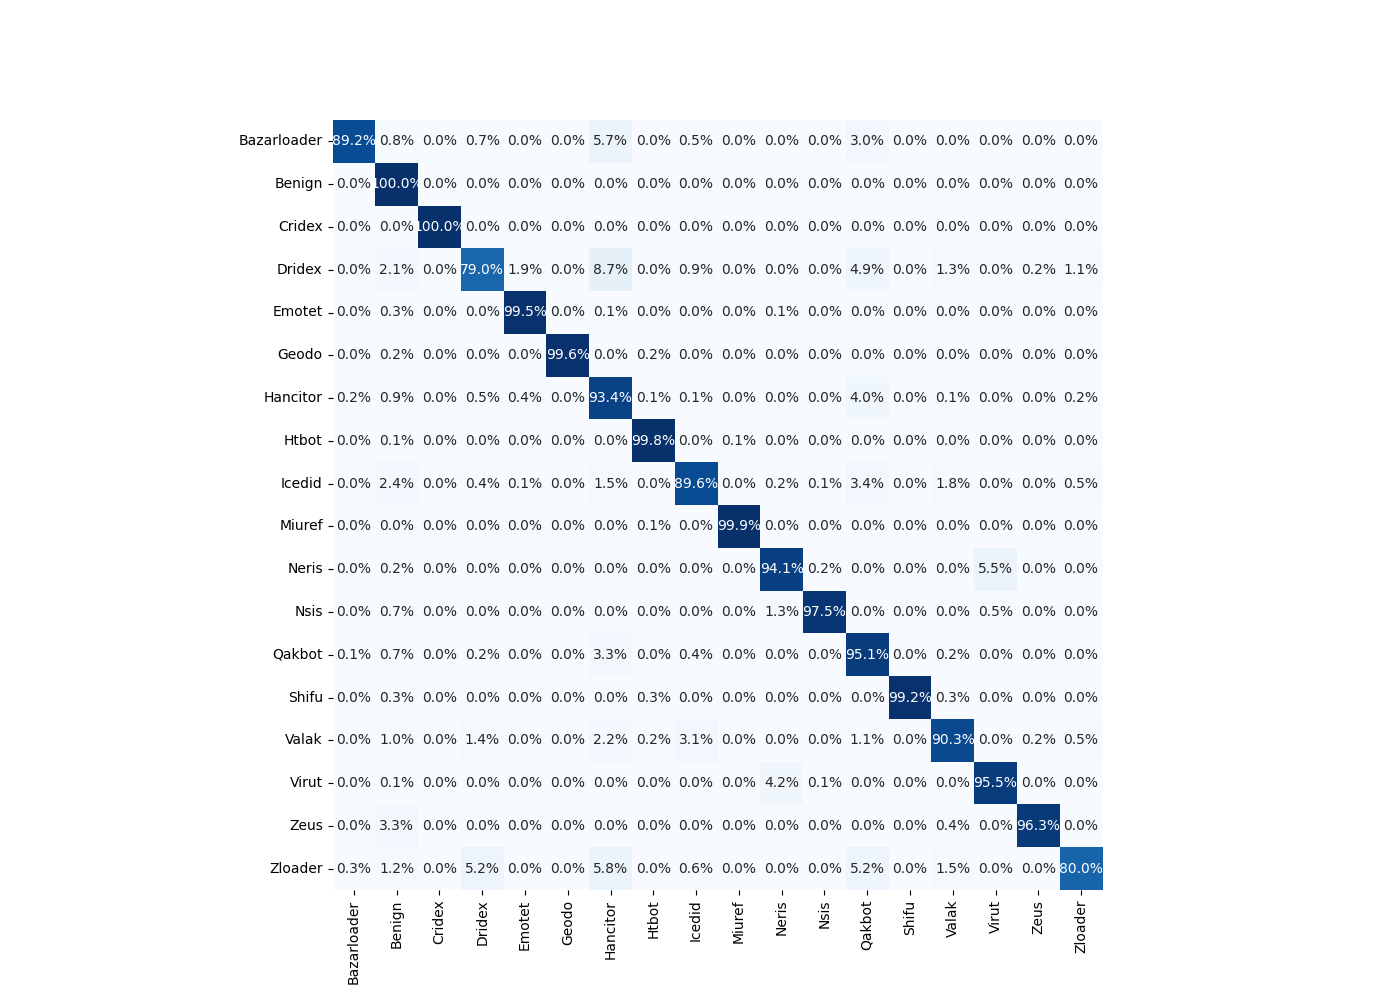 Bazarloader 89.2% 0.8% 0.0% 0.7% 0.0% 0.0% 5.7% 0.0% 0.5% 0.0% 0.0% 0.0% 3.0% 0.0% 0.0% 0.0% 0.0% 0.0%
Benign 0.0% 100.0% 0.0% 0.0% 0.0% 0.0% 0.0% 0.0% 0.0% 0.0% 0.0% 0.0% 0.0% 0.0% 0.0% 0.0% 0.0% 0.0%
Cridex 0.0% 0.0% 100.0% 0.0% 0.0% 0.0% 0.0% 0.0% 0.0% 0.0% 0.0% 0.0% 0.0% 0.0% 0.0% 0.0% 0.0% 0.0%
Dridex 0.0% 2.1% 0.0% 79.0% 1.9% 0.0% 8.7% 0.0% 0.9% 0.0% 0.0% 0.0% 4.9% 0.0% 1.3% 0.0% 0.2% 1.1%
Emotet 0.0% 0.3% 0.0% 0.0% 99.5% 0.0% 0.1% 0.0% 0.0% 0.0% 0.1% 0.0% 0.0% 0.0% 0.0% 0.0% 0.0% 0.0%
Geodo 0.0% 0.2% 0.0% 0.0% 0.0% 99.6% 0.0% 0.2% 0.0% 0.0% 0.0% 0.0% 0.0% 0.0% 0.0% 0.0% 0.0% 0.0%
Hancitor 0.2% 0.9% 0.0% 0.5% 0.4% 0.0% 93.4% 0.1% 0.1% 0.0% 0.0% 0.0% 4.0% 0.0% 0.1% 0.0% 0.0% 0.2%
Htbot 0.0% 0.1% 0.0% 0.0% 0.0% 0.0% 0.0% 99.8% 0.0% 0.1% 0.0% 0.0% 0.0% 0.0% 0.0% 0.0% 0.0% 0.0%
Icedid 0.0% 2.4% 0.0% 0.4% 0.1% 0.0% 1.5% 0.0% 89.6% 0.0% 0.2% 0.1% 3.4% 0.0% 1.8% 0.0% 0.0% 0.5%
Miuref 0.0% 0.0% 0.0% 0.0% 0.0% 0.0% 0.0% 0.1% 0.0% 99.9% 0.0% 0.0% 0.0% 0.0% 0.0% 0.0% 0.0% 0.0%
Neris 0.0% 0.2% 0.0% 0.0% 0.0% 0.0% 0.0% 0.0% 0.0% 0.0% 94.1% 0.2% 0.0% 0.0% 0.0% 5.5% 0.0% 0.0%
Nsis 0.0% 0.7% 0.0% 0.0% 0.0% 0.0% 0.0% 0.0% 0.0% 0.0% 1.3% 97.5% 0.0% 0.0% 0.0% 0.5% 0.0% 0.0%
Qakbot 0.1% 0.7% 0.0% 0.2% 0.0% 0.0% 3.3% 0.0% 0.4% 0.0% 0.0% 0.0% 95.1% 0.0% 0.2% 0.0% 0.0% 0.0%
Shifu 0.0% 0.3% 0.0% 0.0% 0.0% 0.0% 0.0% 0.3% 0.0% 0.0% 0.0% 0.0% 0.0% 99.2% 0.3% 0.0% 0.0% 0.0%
Valak 0.0% 1.0% 0.0% 1.4% 0.0% 0.0% 2.2% 0.2% 3.1% 0.0% 0.0% 0.0% 1.1% 0.0% 90.3% 0.0% 0.2% 0.5%
Virut 0.0% 0.1% 0.0% 0.0% 0.0% 0.0% 0.0% 0.0% 0.0% 0.0% 4.2% 0.1% 0.0% 0.0% 0.0% 95.5% 0.0% 0.0%
Zeus 0.0% 3.3% 0.0% 0.0% 0.0% 0.0% 0.0% 0.0% 0.0% 0.0% 0.0% 0.0% 0.0% 0.0% 0.4% 0.0% 96.3% 0.0%
Zloader 0.3% 1.2% 0.0% 5.2% 0.0% 0.0% 5.8% 0.0% 0.6% 0.0% 0.0% 0.0% 5.2% 0.0% 1.5% 0.0% 0.0% 80.0%
Bazarloader Benign Cridex Dridex Emotet Geodo Hancitor Htbot Icedid Miuref Neris Nsis Qakbot Shifu Valak Virut Zeus Zloader